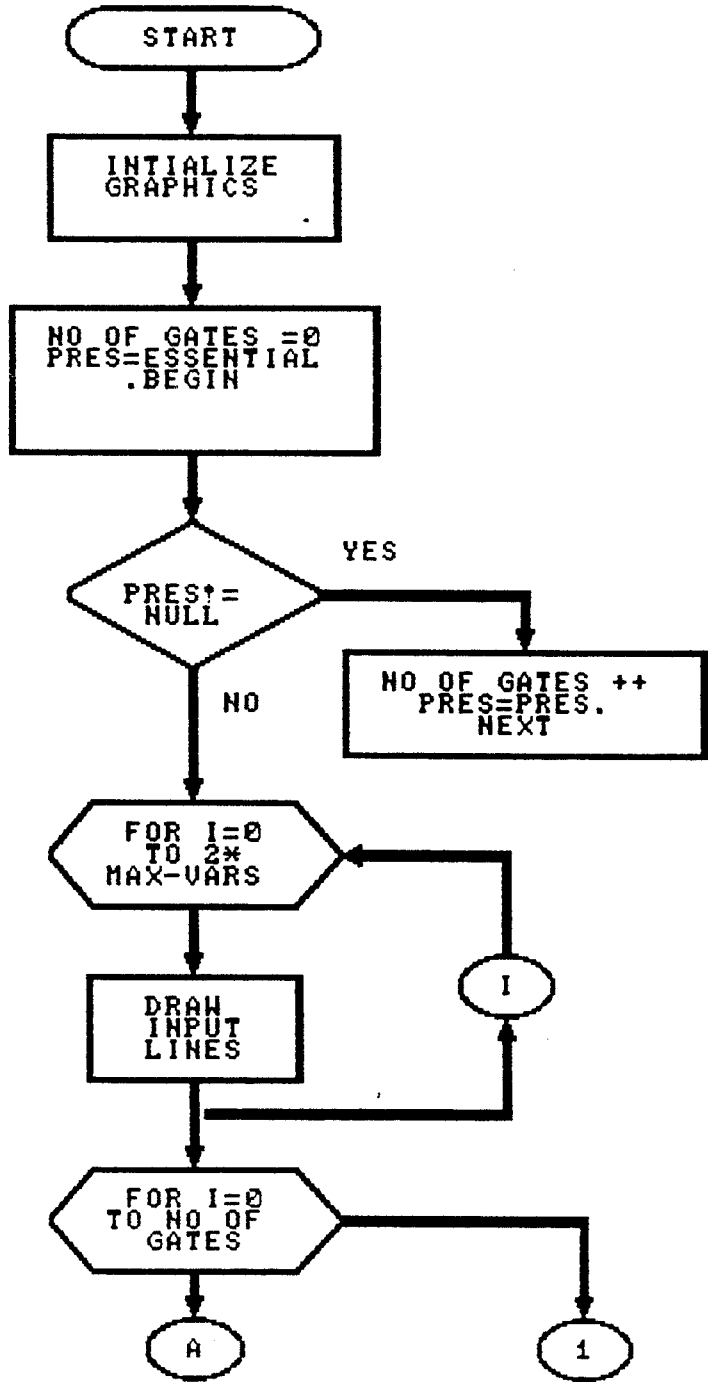 START
INTIALIZE
GRAPHICS
NO OF GATES =0
PRES=ESSENTIAL
.BEGIN
YES
PRES!=
NULL
NO OF GATES ++
PRES=PRES.
NEXT
NO
FOR I=0
TO 2*
MAX-VARS
I
DRAW
INPUT
LINES
FOR I=0
TO NO OF
GATES
A
1